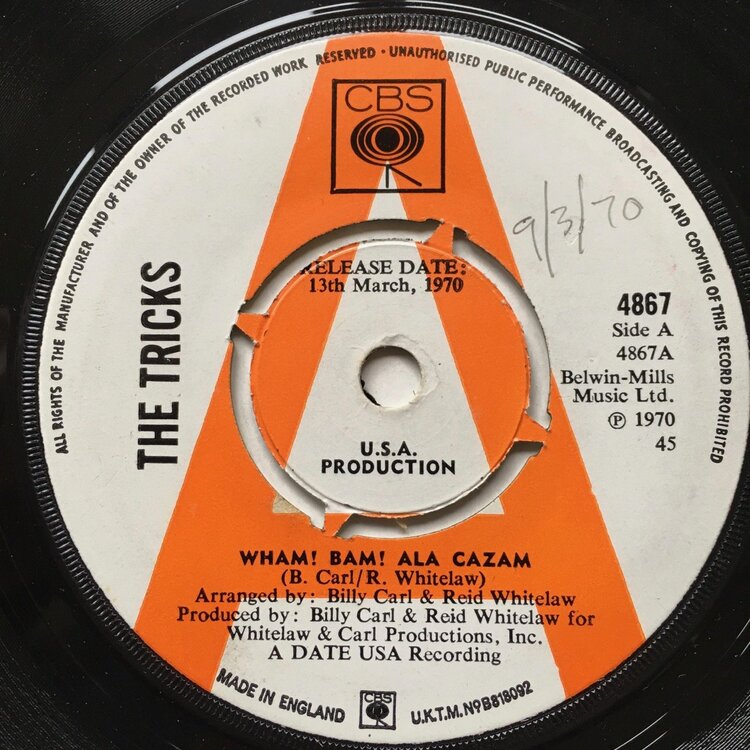 ALL RIGHTS OF THE MANUFACTURER AND OF THE OWNER OF THE RECORDED WORK RESERVED · UNAUTHORISED PUBLIC PERFORMANCE BROADCASTING AND COPYING OF THIS RECORD PROHIBITED
CBS
9/3/70
RELEASE DATE:
13th March, 1970
THE TRICKS
4867
Side A
4867A
Belwin-Mills
Music Ltd.
℗ 1970
45
U.S.A.
PRODUCTION
WHAM! BAM! ALA CAZAM
(B. Carl/R. Whitelaw)
Arranged by: Billy Carl & Reid Whitelaw
Produced by: Billy Carl & Reid Whitelaw for
Whitelaw & Carl Productions, Inc.
A DATE USA Recording
MADE IN ENGLAND
CBS
U.K.T.M. Nº B818092